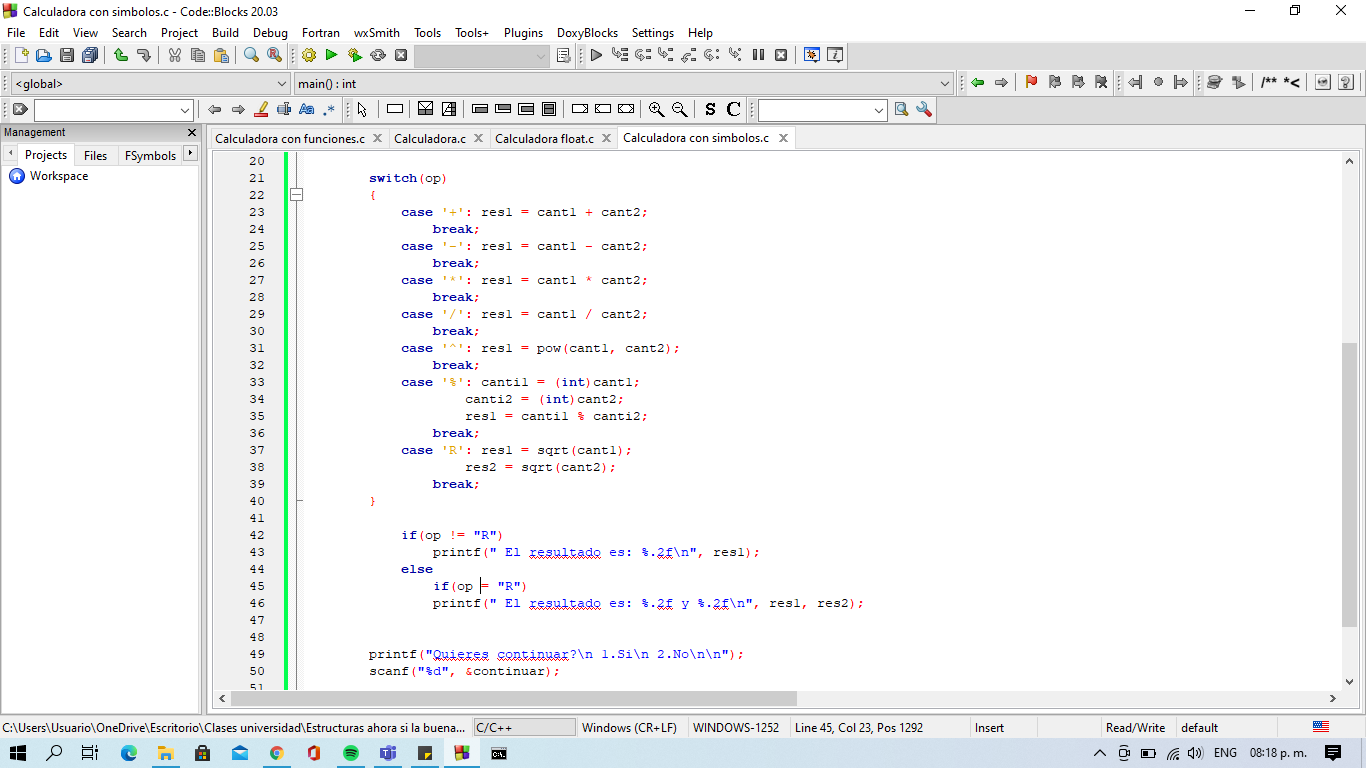 Calculadora con simbolos.c - Code::Blocks 20.03
File Edit View Search Project Build Debug Fortran wxSmith Tools Tools+ Plugins DoxyBlocks Settings Help
<global> main() : int /** *<
Aa .* S C
Management
Projects Files FSymbols
Workspace
Calculadora con funciones.c Calculadora.c Calculadora float.c Calculadora con simbolos.c
20
21 switch(op)
22 {
23 case '+': res1 = cant1 + cant2;
24 break;
25 case '-': res1 = cant1 - cant2;
26 break;
27 case '*': res1 = cant1 * cant2;
28 break;
29 case '/': res1 = cant1 / cant2;
30 break;
31 case '^': res1 = pow(cant1, cant2);
32 break;
33 case '%': canti1 = (int)cant1;
34 canti2 = (int)cant2;
35 res1 = canti1 % canti2;
36 break;
37 case 'R': res1 = sqrt(cant1);
38 res2 = sqrt(cant2);
39 break;
40 }
41
42 if(op != "R")
43 printf(" El resultado es: %.2f\n", res1);
44 else
45 if(op = "R")
46 printf(" El resultado es: %.2f y %.2f\n", res1, res2);
47
48
49 printf("Quieres continuar?\n 1.Si\n 2.No\n\n");
50 scanf("%d", &continuar);
51
C:\Users\Usuario\OneDrive\Escritorio\Clases universidad\Estructuras ahora si la buena... C/C++ Windows (CR+LF) WINDOWS-1252 Line 45, Col 23, Pos 1292 Insert Read/Write default
ENG 08:18 p. m.